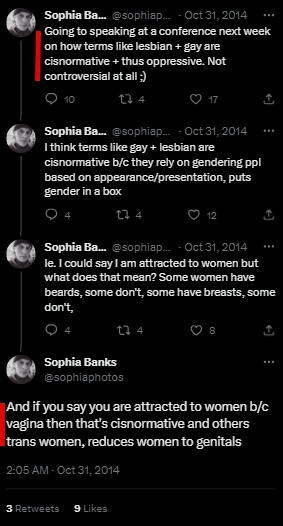 Sophia Ba... @sophiap... · Oct 31, 2014 ...
Going to speaking at a conference next week
on how terms like lesbian + gay are
cisnormative + thus oppressive. Not
controversial at all ;)
10 4 17
Sophia Ba... @sophiap... · Oct 31, 2014 ...
I think terms like gay + lesbian are
cisnormative b/c they rely on gendering ppl
based on appearance/presentation, puts
gender in a box
4 4 12
Sophia Ba... @sophiap... · Oct 31, 2014 ...
Ie. I could say I am attracted to women but
what does that mean? Some women have
beards, some don't, some have breasts, some
don't,
4 4 8
Sophia Banks ...
@sophiaphotos
And if you say you are attracted to women b/c
vagina then that's cisnormative and others
trans women, reduces women to genitals
2:05 AM · Oct 31, 2014
3 Retweets 9 Likes